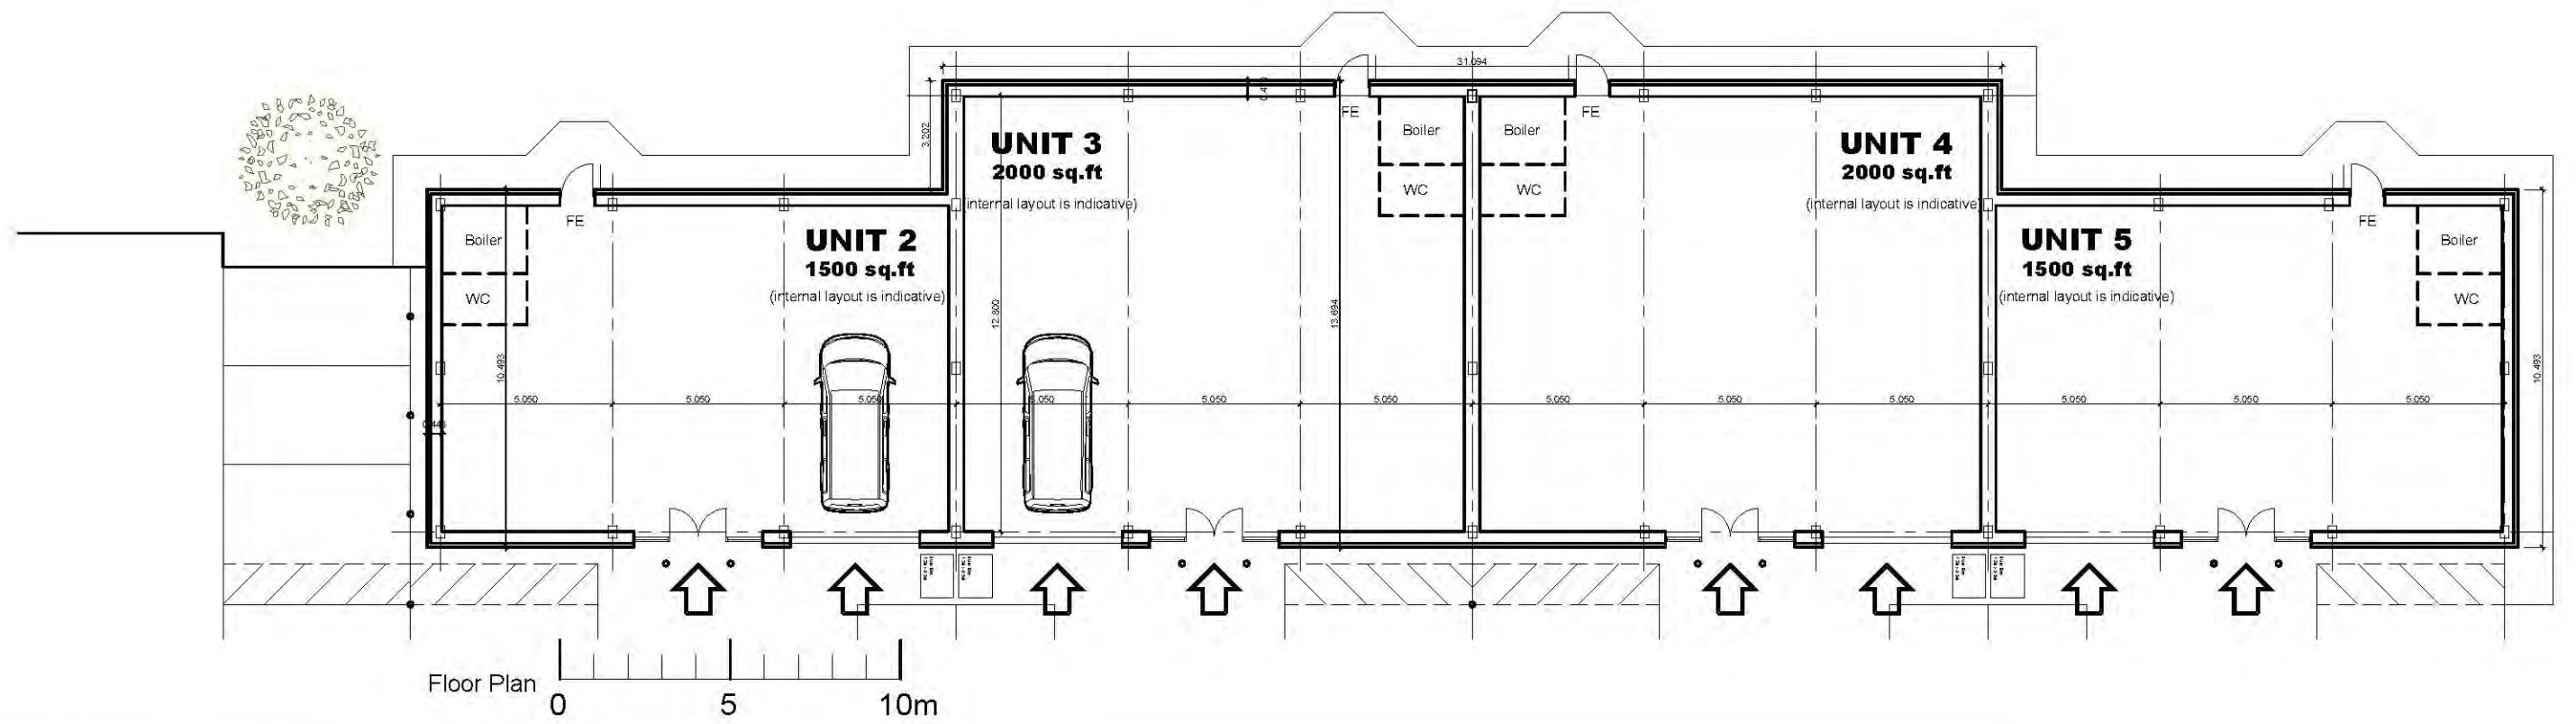 31.094
0.4
FE
Boiler
Boiler
FE
UNIT 3
2000 sq.ft
(internal layout is indicative)
3.202
WC
WC
UNIT 4
2000 sq.ft
(internal layout is indicative)
FE
Boiler
WC
UNIT 2
1500 sq.ft
(internal layout is indicative)
UNIT 5
1500 sq.ft
(internal layout is indicative)
FE
Boiler
WC
10.493
12.800
13.694
10.493
5.050
5.050
5.050
5.050
5.050
5.050
5.050
5.050
5.050
5.050
5.050
5.050
Floor Plan
0
5
10m